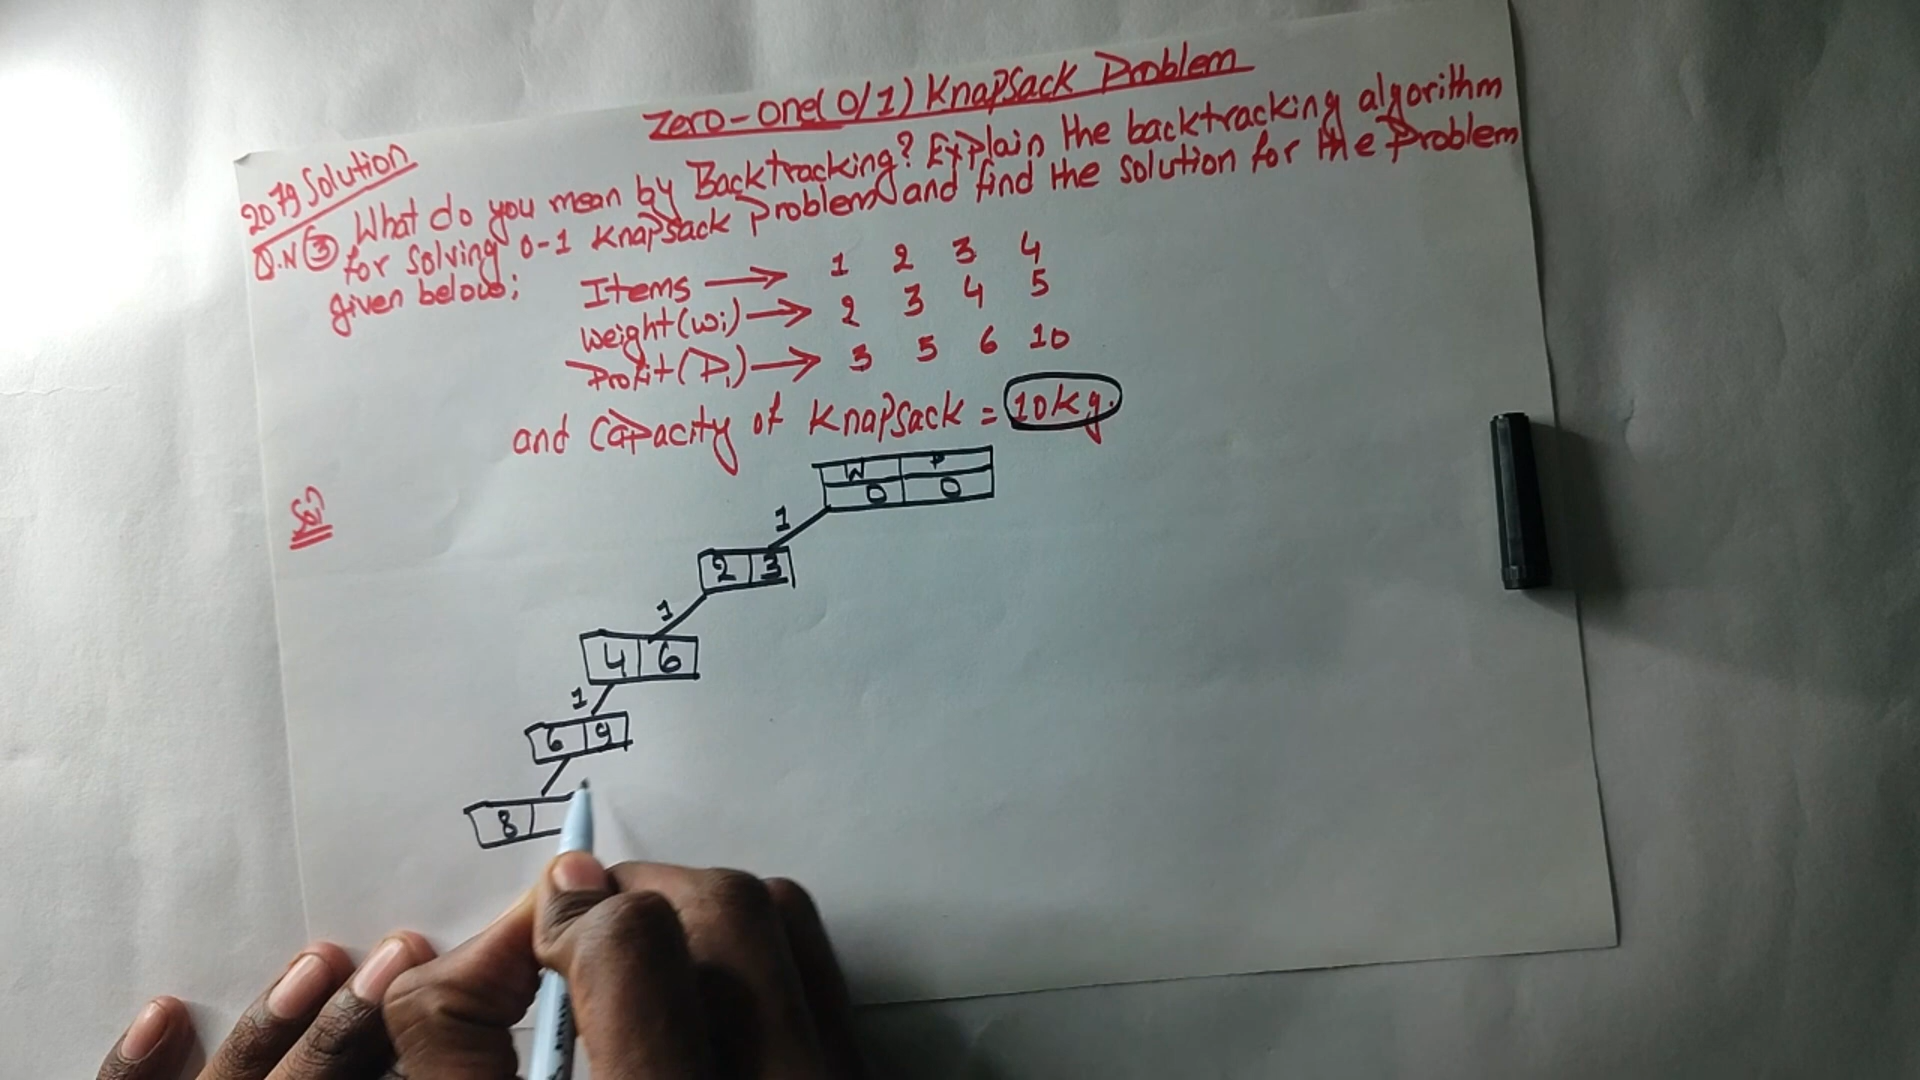 Zero-One(0/1) Knapsack Problem
2079 Solution
Q.N③ What do you mean by Backtracking? Explain the backtracking algorithm
for solving 0-1 Knapsack Problem and find the solution for the Problem
given below;
Items → 1 2 3 4
Weight(wi) → 2 3 4 5
Profit(Pi) → 3 5 6 10
and Capacity of Knapsack = 10kg.
Sol
W P
0 0
1
2 3
1
4 6
1
6 9
8